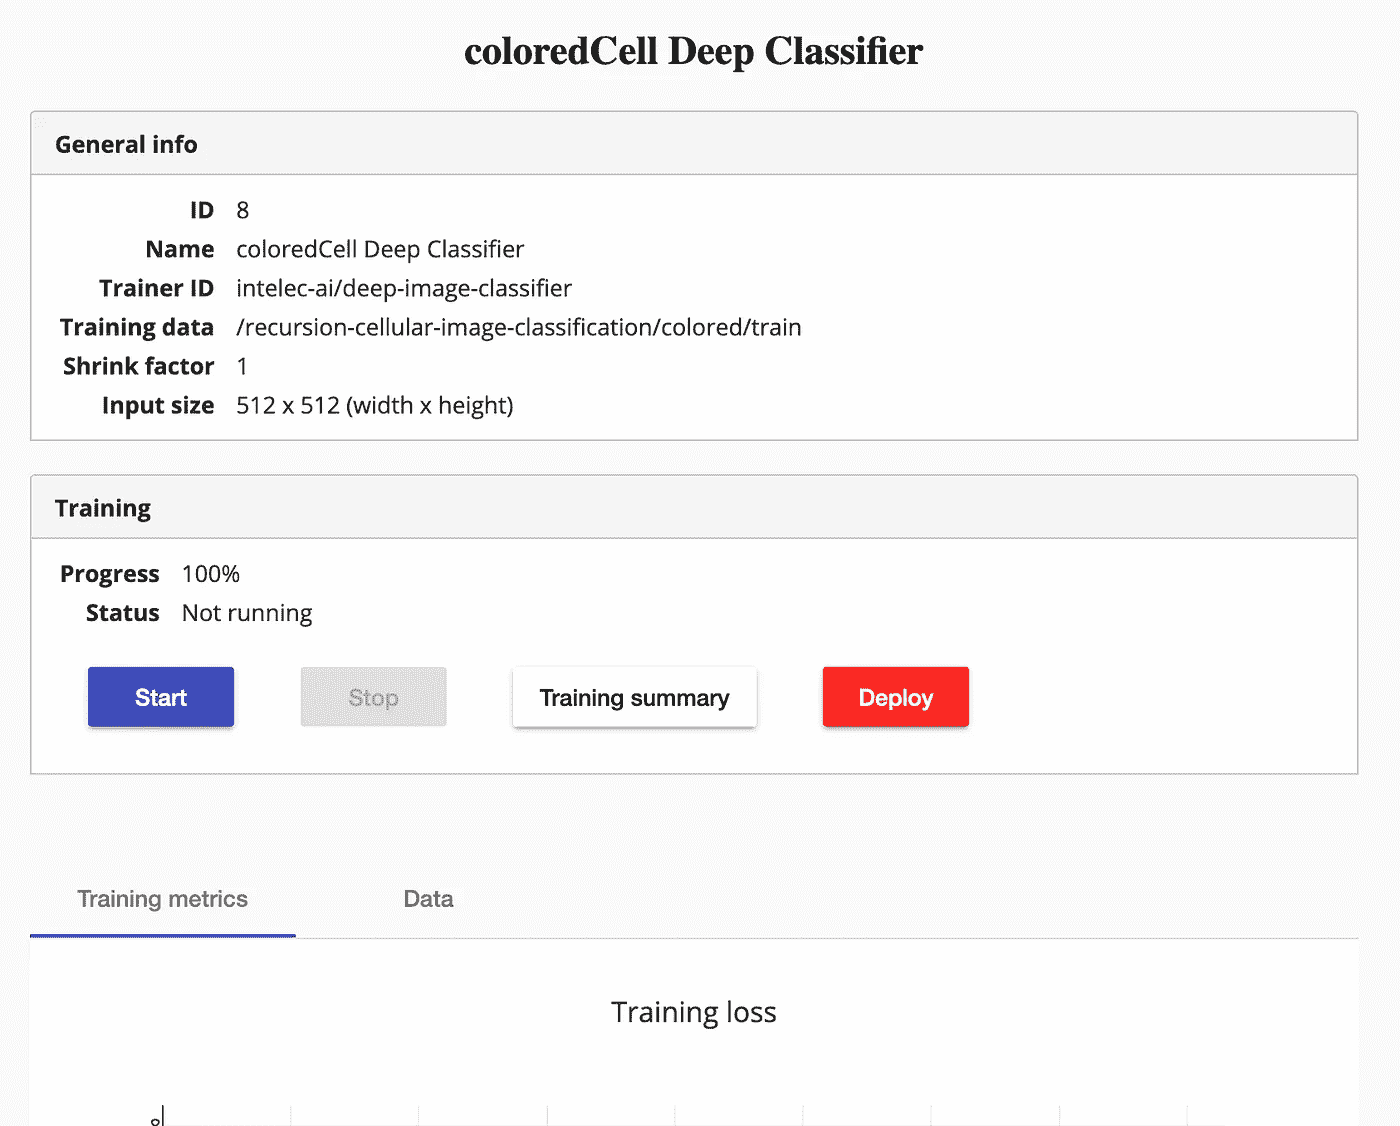 coloredCell Deep Classifier
General info
ID 8
Name coloredCell Deep Classifier
Trainer ID intelec-ai/deep-image-classifier
Training data /recursion-cellular-image-classification/colored/train
Shrink factor 1
Input size 512 x 512 (width x height)
Training
Progress 100%
Status Not running
Start Stop Training summary Deploy
Training metrics Data
Training loss